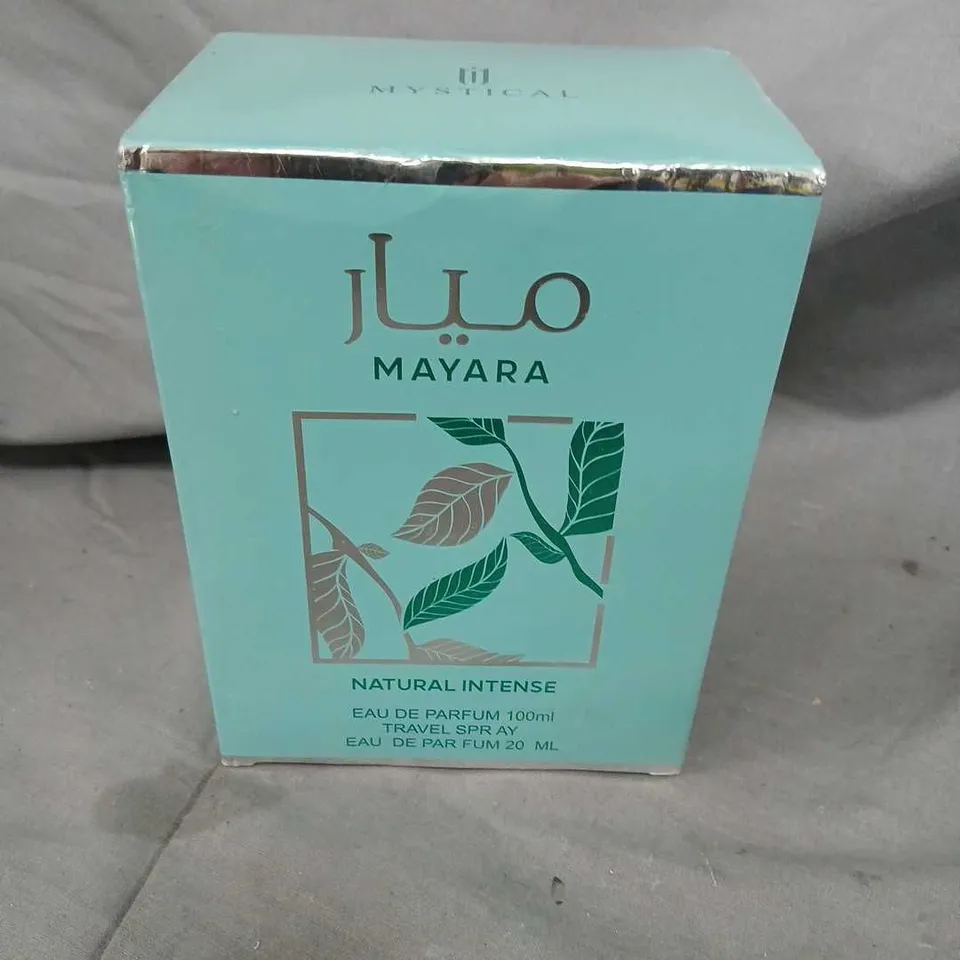 MYSTICAL
ميار
MAYARA
NATURAL INTENSE
EAU DE PARFUM 100ml
TRAVEL SPR AY
EAU DE PAR FUM 20 ML